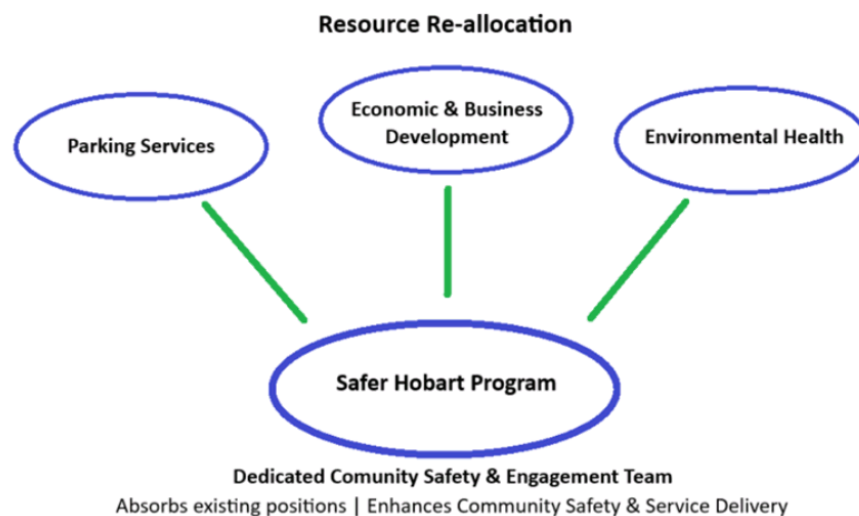 Resource Re-allocation
Parking Services
Economic & Business
Development
Environmental Health
Safer Hobart Program
Dedicated Comunity Safety & Engagement Team
Absorbs existing positions | Enhances Community Safety & Service Delivery